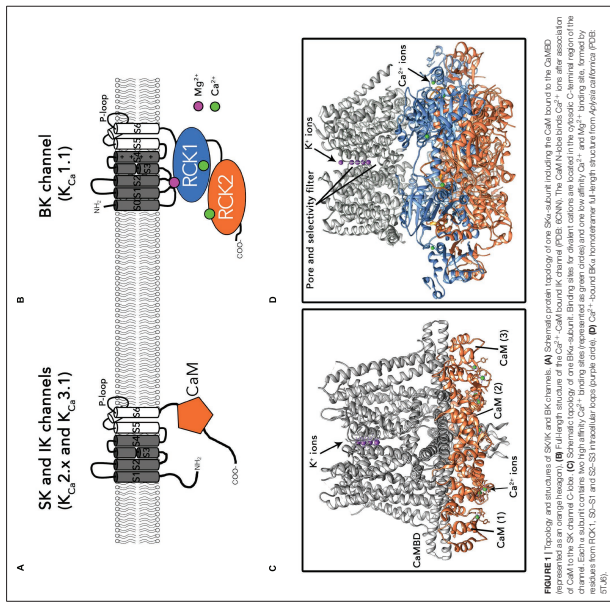 A
SK and IK channels
(KCa 2.x and KCa 3.1)
P-loop
S1 S2 S3 S4 S5 S6
NH2
COO-
CaM
B
BK channel
(KCa 1.1)
P-loop
NH2
S0 S1 S2 S3 S4 S5 S6
Mg2+
Ca2+
RCK1
RCK2
COO-
C
K+ ions
CaMBD
CaM (1)
Ca2+ ions
CaM (2)
CaM (3)
D
K+ ions
Pore and selectivity filter
Ca2+ ions
FIGURE 1 | Topology and structures of SK/IK and BK channels. (A) Schematic protein topology of one SKα-subunit including the CaM bound to the CaMBD
(represented as an orange hexagon). (B) Full-length structure of the Ca2+-CaM bound IK channel (PDB: 6CNN). The CaM N-lobe binds Ca2+ ions after association
of CaM to the SK channel C-lobe. (C) Schematic topology of one BKα-subunit. Binding sites for divalent cations are located in the cytosolic C-terminal region of the
channel. Each α subunit contains two high affinity Ca2+ binding sites (represented as green circles) and one low affinity Ca2+ and Mg2+ binding site, formed by
residues from RCK1, S0–S1 and S2–S3 intracellular loops (purple circle). (D) Ca2+-bound BKα homotetramer full-length structure from Aplysia californica (PDB:
5TJ6).